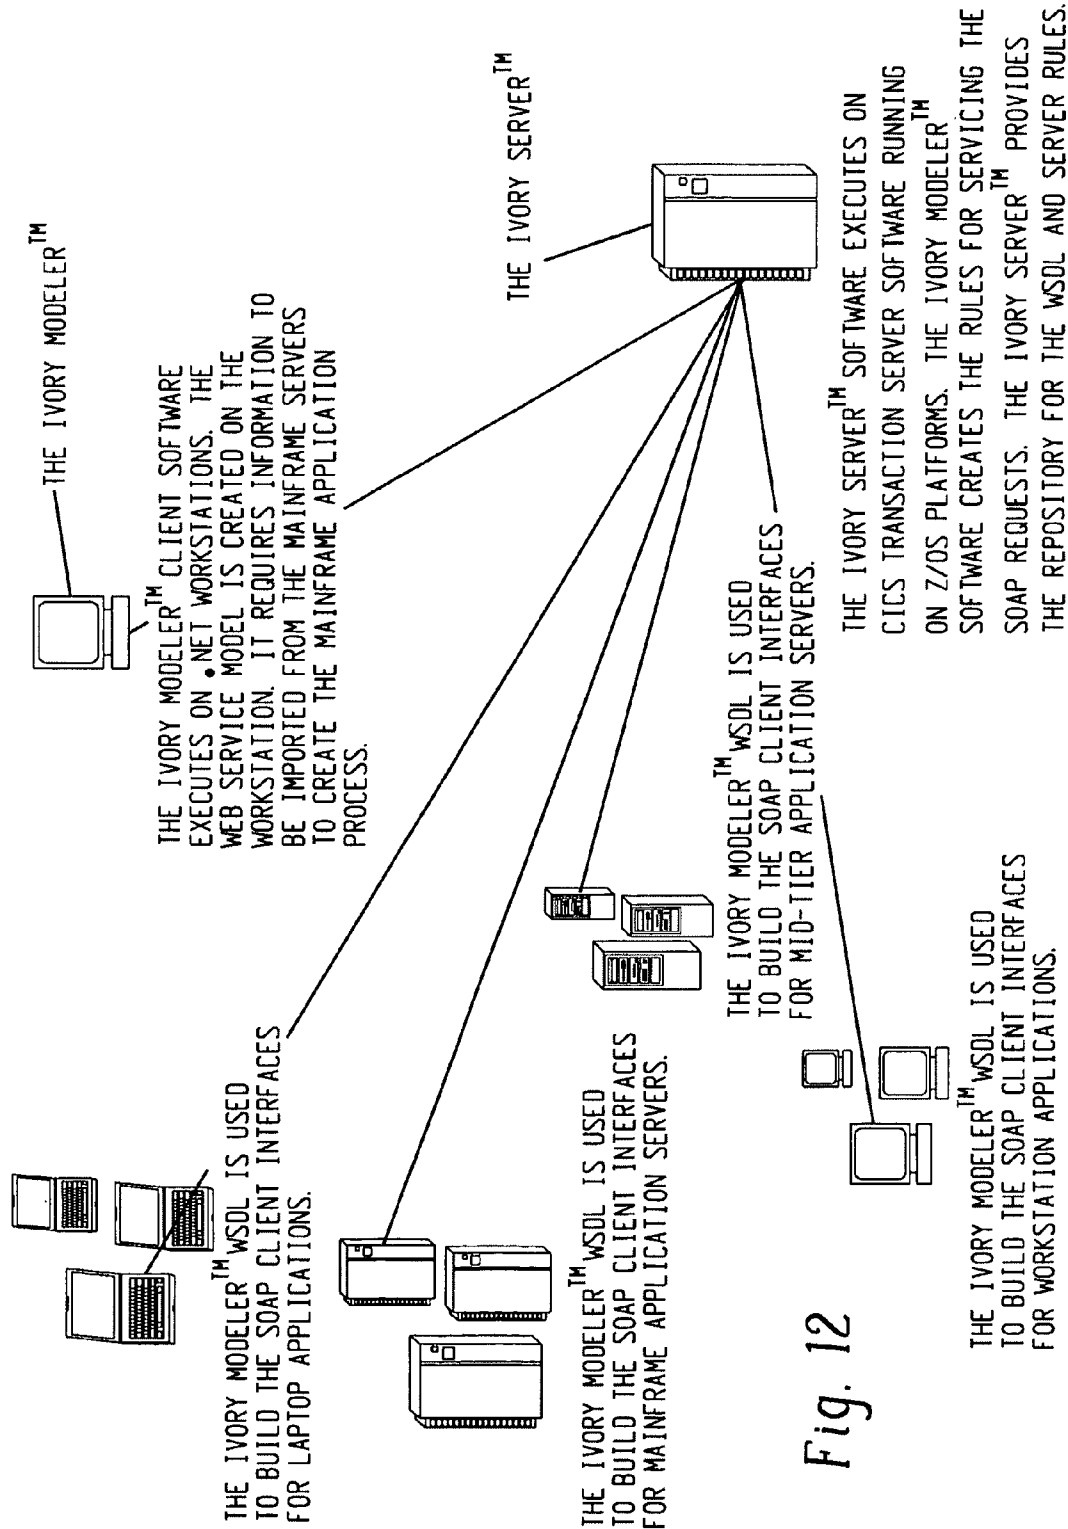 THE IVORY MODELER™
THE IVORY MODELER™ CLIENT SOFTWARE
EXECUTES ON .NET WORKSTATIONS. THE
WEB SERVICE MODEL IS CREATED ON THE
WORKSTATION. IT REQUIRES INFORMATION TO
BE IMPORTED FROM THE MAINFRAME SERVERS
TO CREATE THE MAINFRAME APPLICATION
PROCESS.
THE IVORY SERVER™
THE IVORY SERVER™ SOFTWARE EXECUTES ON
CICS TRANSACTION SERVER SOFTWARE RUNNING
ON Z/OS PLATFORMS. THE IVORY MODELER™
SOFTWARE CREATES THE RULES FOR SERVICING THE
SOAP REQUESTS. THE IVORY SERVER™ PROVIDES
THE REPOSITORY FOR THE WSDL AND SERVER RULES.
THE IVORY MODELER™ WSDL IS USED
TO BUILD THE SOAP CLIENT INTERFACES
FOR LAPTOP APPLICATIONS.
THE IVORY MODELER™ WSDL IS USED
TO BUILD THE SOAP CLIENT INTERFACES
FOR MAINFRAME APPLICATION SERVERS.
THE IVORY MODELER™ WSDL IS USED
TO BUILD THE SOAP CLIENT INTERFACES
FOR MID-TIER APPLICATION SERVERS.
THE IVORY MODELER™ WSDL IS USED
TO BUILD THE SOAP CLIENT INTERFACES
FOR WORKSTATION APPLICATIONS.
Fig. 12